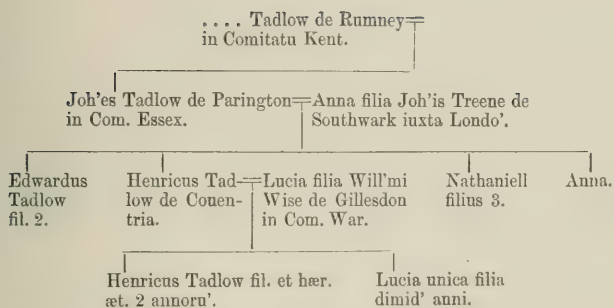 .... Tadlow de Rumney
in Comitatu Kent.
Joh'es Tadlow de Parington
in Com. Essex.
Anna filia Joh'is Treene de
Southwark iuxta Londo'.
Edwardus
Tadlow
fil. 2.
Henricus Tad-
low de Couen-
tria.
Lucia filia Will'mi
Wise de Gillesdon
in Com. War.
Nathaniell
filius 3.
Anna.
Henricus Tadlow fil. et hær.
æt. 2 annoru'.
Lucia unica filia
dimid' anni.